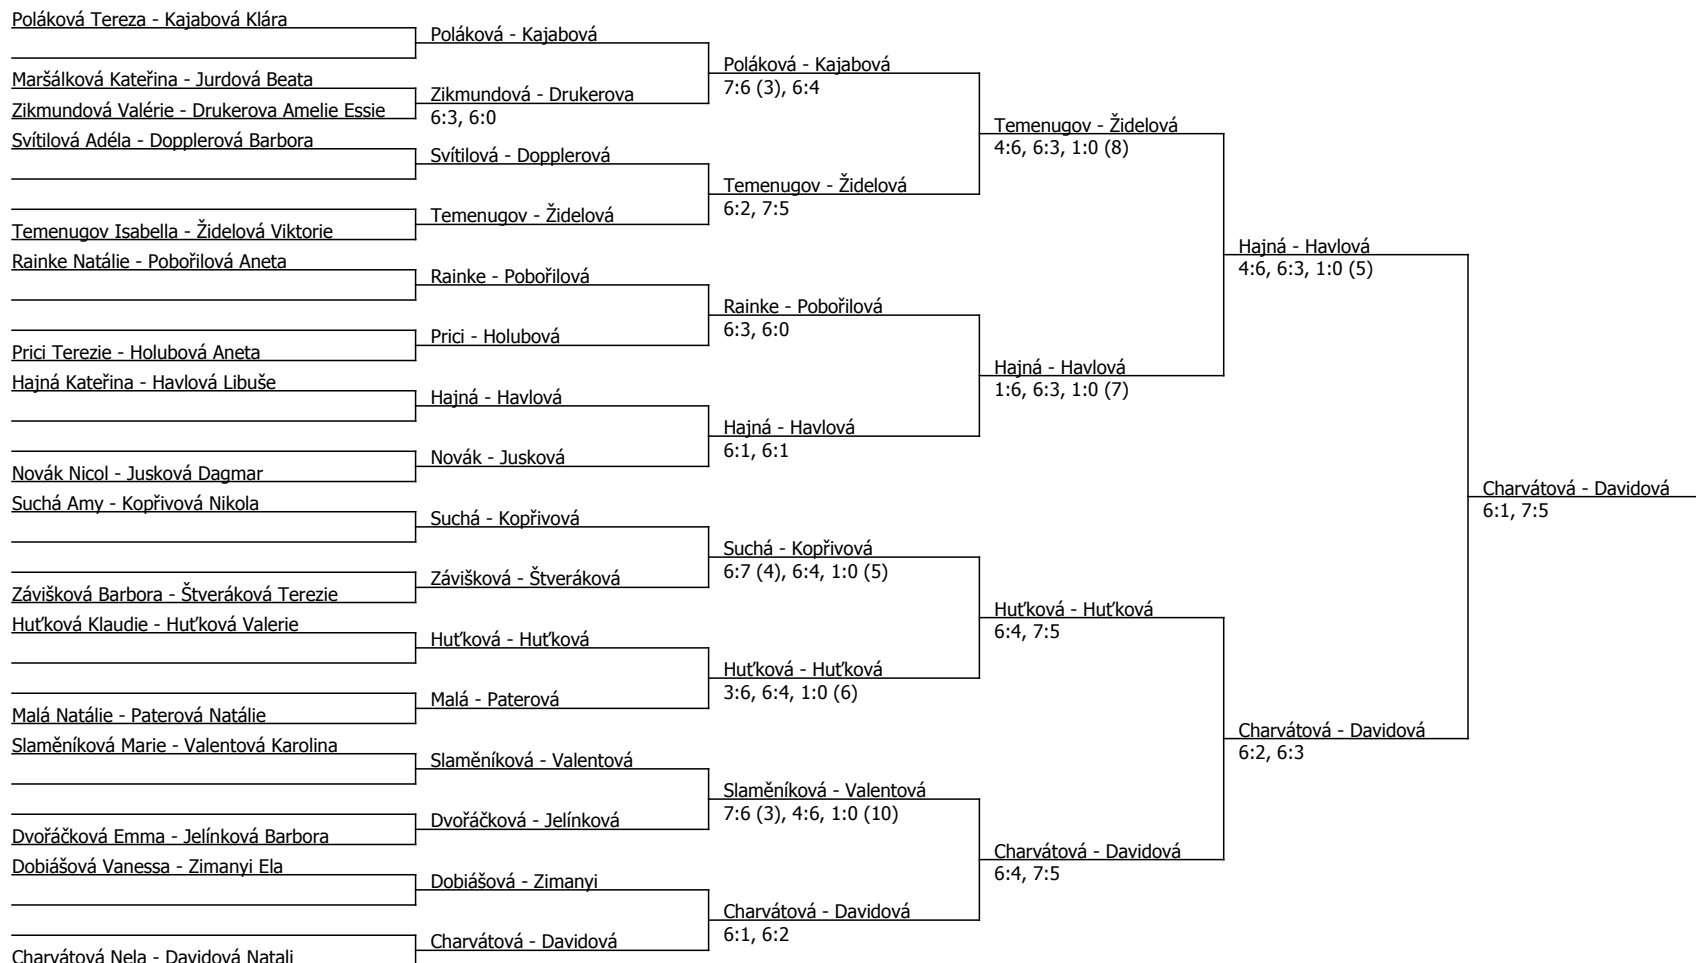 Poláková Tereza - Kajabová Klára
Maršálková Kateřina - Jurdová Beata
Zikmundová Valérie - Drukerova Amelie Essie
Svítilová Adéla - Dopplerová Barbora
Temenugov Isabella - Židelová Viktorie
Rainke Natálie - Pobořilová Aneta
Prici Terezie - Holubová Aneta
Hajná Kateřina - Havlová Libuše
Novák Nicol - Jusková Dagmar
Suchá Amy - Kopřivová Nikola
Závišková Barbora - Štveráková Terezie
Huťková Klaudie - Huťková Valerie
Malá Natálie - Paterová Natálie
Slaměníková Marie - Valentová Karolina
Dvořáčková Emma - Jelínková Barbora
Dobiášová Vanessa - Zimanyi Ela
Charvátová Nela - Davidová Natali
Poláková - Kajabová
Zikmundová - Drukerova
6:3, 6:0
Svítilová - Dopplerová
Temenugov - Židelová
Rainke - Pobořilová
Prici - Holubová
Hajná - Havlová
Novák - Jusková
Suchá - Kopřivová
Závišková - Štveráková
Huťková - Huťková
Malá - Paterová
Slaměníková - Valentová
Dvořáčková - Jelínková
Dobiášová - Zimanyi
Charvátová - Davidová
Poláková - Kajabová
7:6 (3), 6:4
Temenugov - Židelová
6:2, 7:5
Rainke - Pobořilová
6:3, 6:0
Hajná - Havlová
6:1, 6:1
Suchá - Kopřivová
6:7 (4), 6:4, 1:0 (5)
Huťková - Huťková
3:6, 6:4, 1:0 (6)
Slaměníková - Valentová
7:6 (3), 4:6, 1:0 (10)
Charvátová - Davidová
6:1, 6:2
Temenugov - Židelová
4:6, 6:3, 1:0 (8)
Hajná - Havlová
1:6, 6:3, 1:0 (7)
Huťková - Huťková
6:4, 7:5
Charvátová - Davidová
6:4, 7:5
Hajná - Havlová
4:6, 6:3, 1:0 (5)
Charvátová - Davidová
6:2, 6:3
Charvátová - Davidová
6:1, 7:5